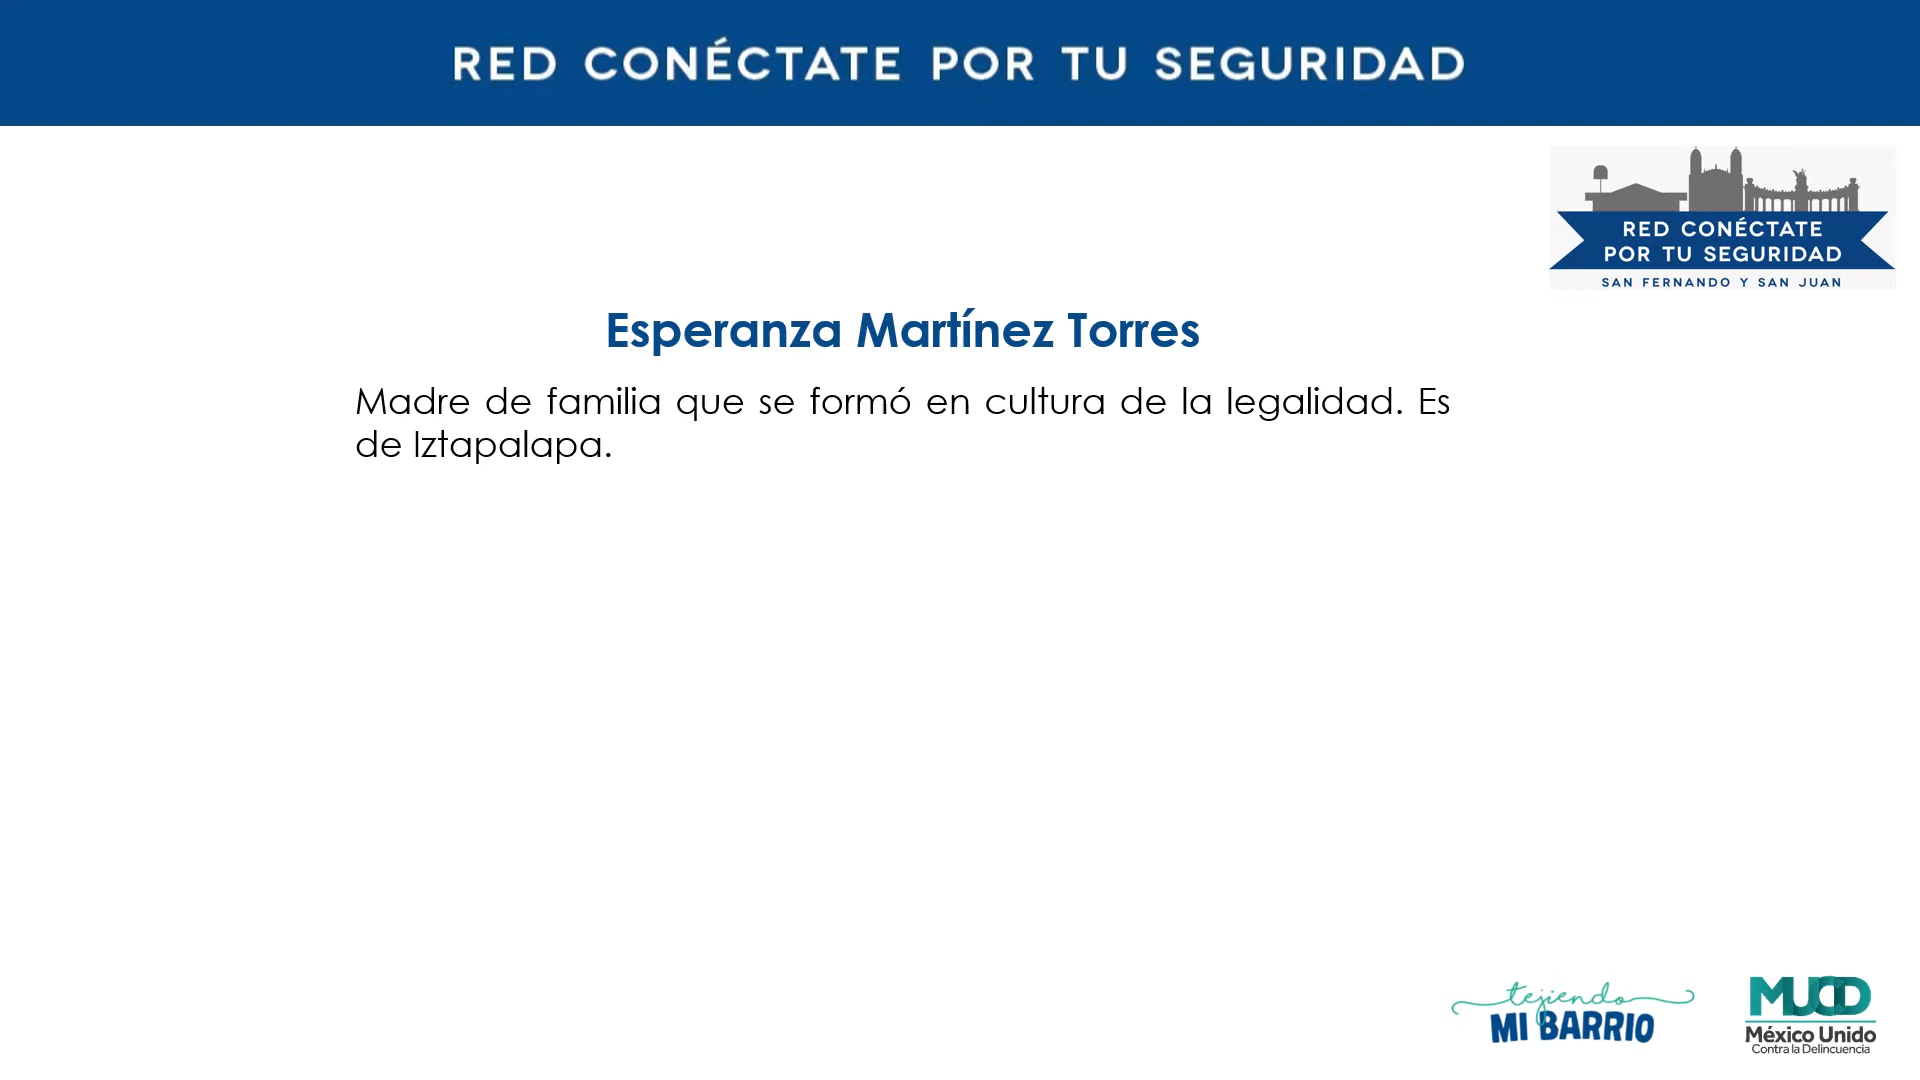 RED CONÉCTATE POR TU SEGURIDAD
RED CONÉCTATE
POR TU SEGURIDAD
SAN FERNANDO Y SAN JUAN
Esperanza Martínez Torres
Madre de familia que se formó en cultura de la legalidad. Es
de Iztapalapa.
tejiendo
MI BARRIO
MUCD
México Unido
Contra la Delincuencia